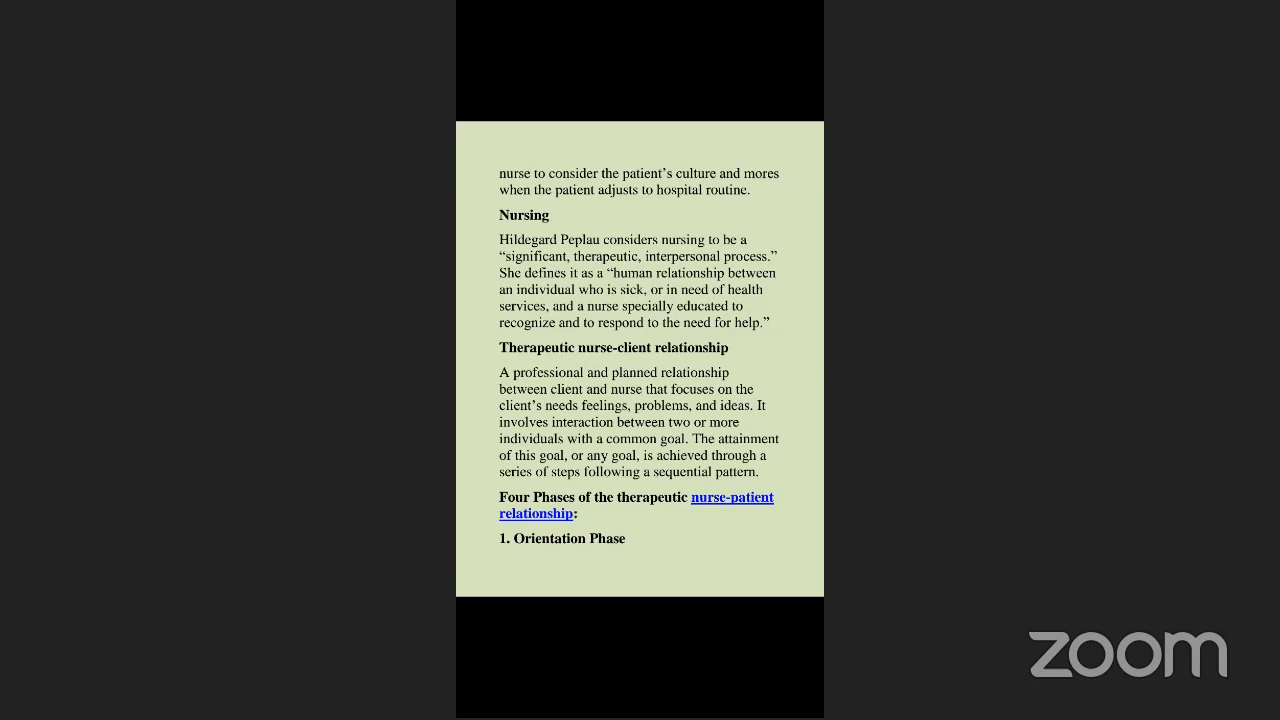 nurse to consider the patient’s culture and mores
when the patient adjusts to hospital routine.
Nursing
Hildegard Peplau considers nursing to be a
“significant, therapeutic, interpersonal process.”
She defines it as a “human relationship between
an individual who is sick, or in need of health
services, and a nurse specially educated to
recognize and to respond to the need for help.”
Therapeutic nurse-client relationship
A professional and planned relationship
between client and nurse that focuses on the
client’s needs feelings, problems, and ideas. It
involves interaction between two or more
individuals with a common goal. The attainment
of this goal, or any goal, is achieved through a
series of steps following a sequential pattern.
Four Phases of the therapeutic nurse-patient
relationship:
1. Orientation Phase
zoom